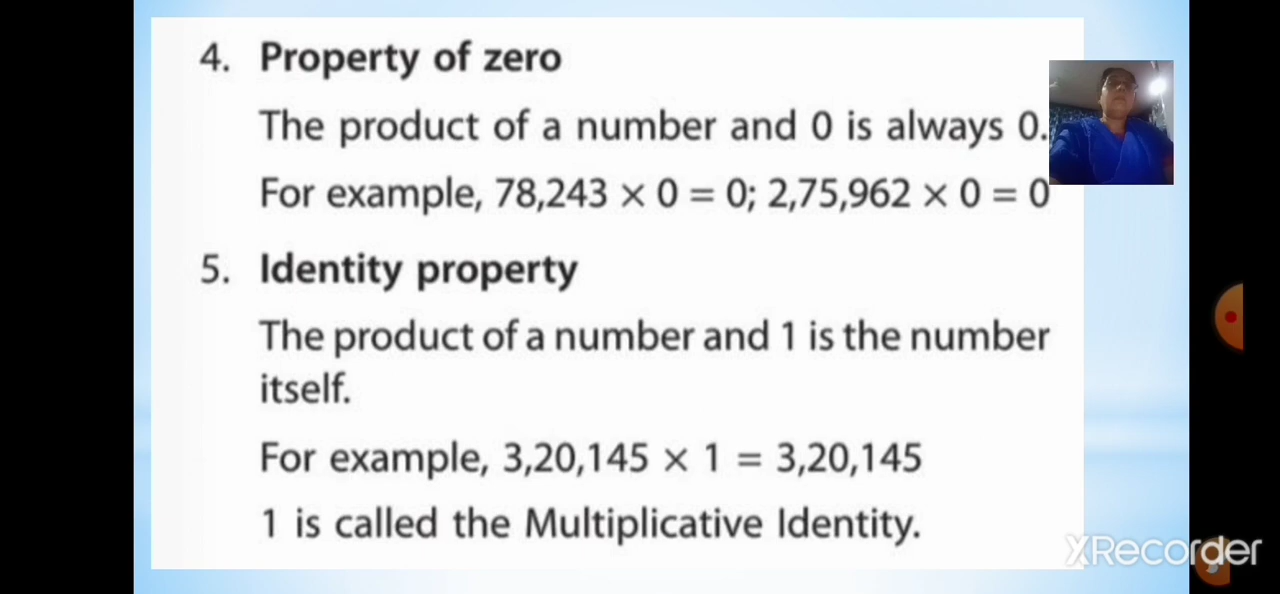 4. Property of zero
The product of a number and 0 is always 0.
For example, 78,243 × 0 = 0; 2,75,962 × 0 = 0
5. Identity property
The product of a number and 1 is the number
itself.
For example, 3,20,145 × 1 = 3,20,145
1 is called the Multiplicative Identity.
XRecorder